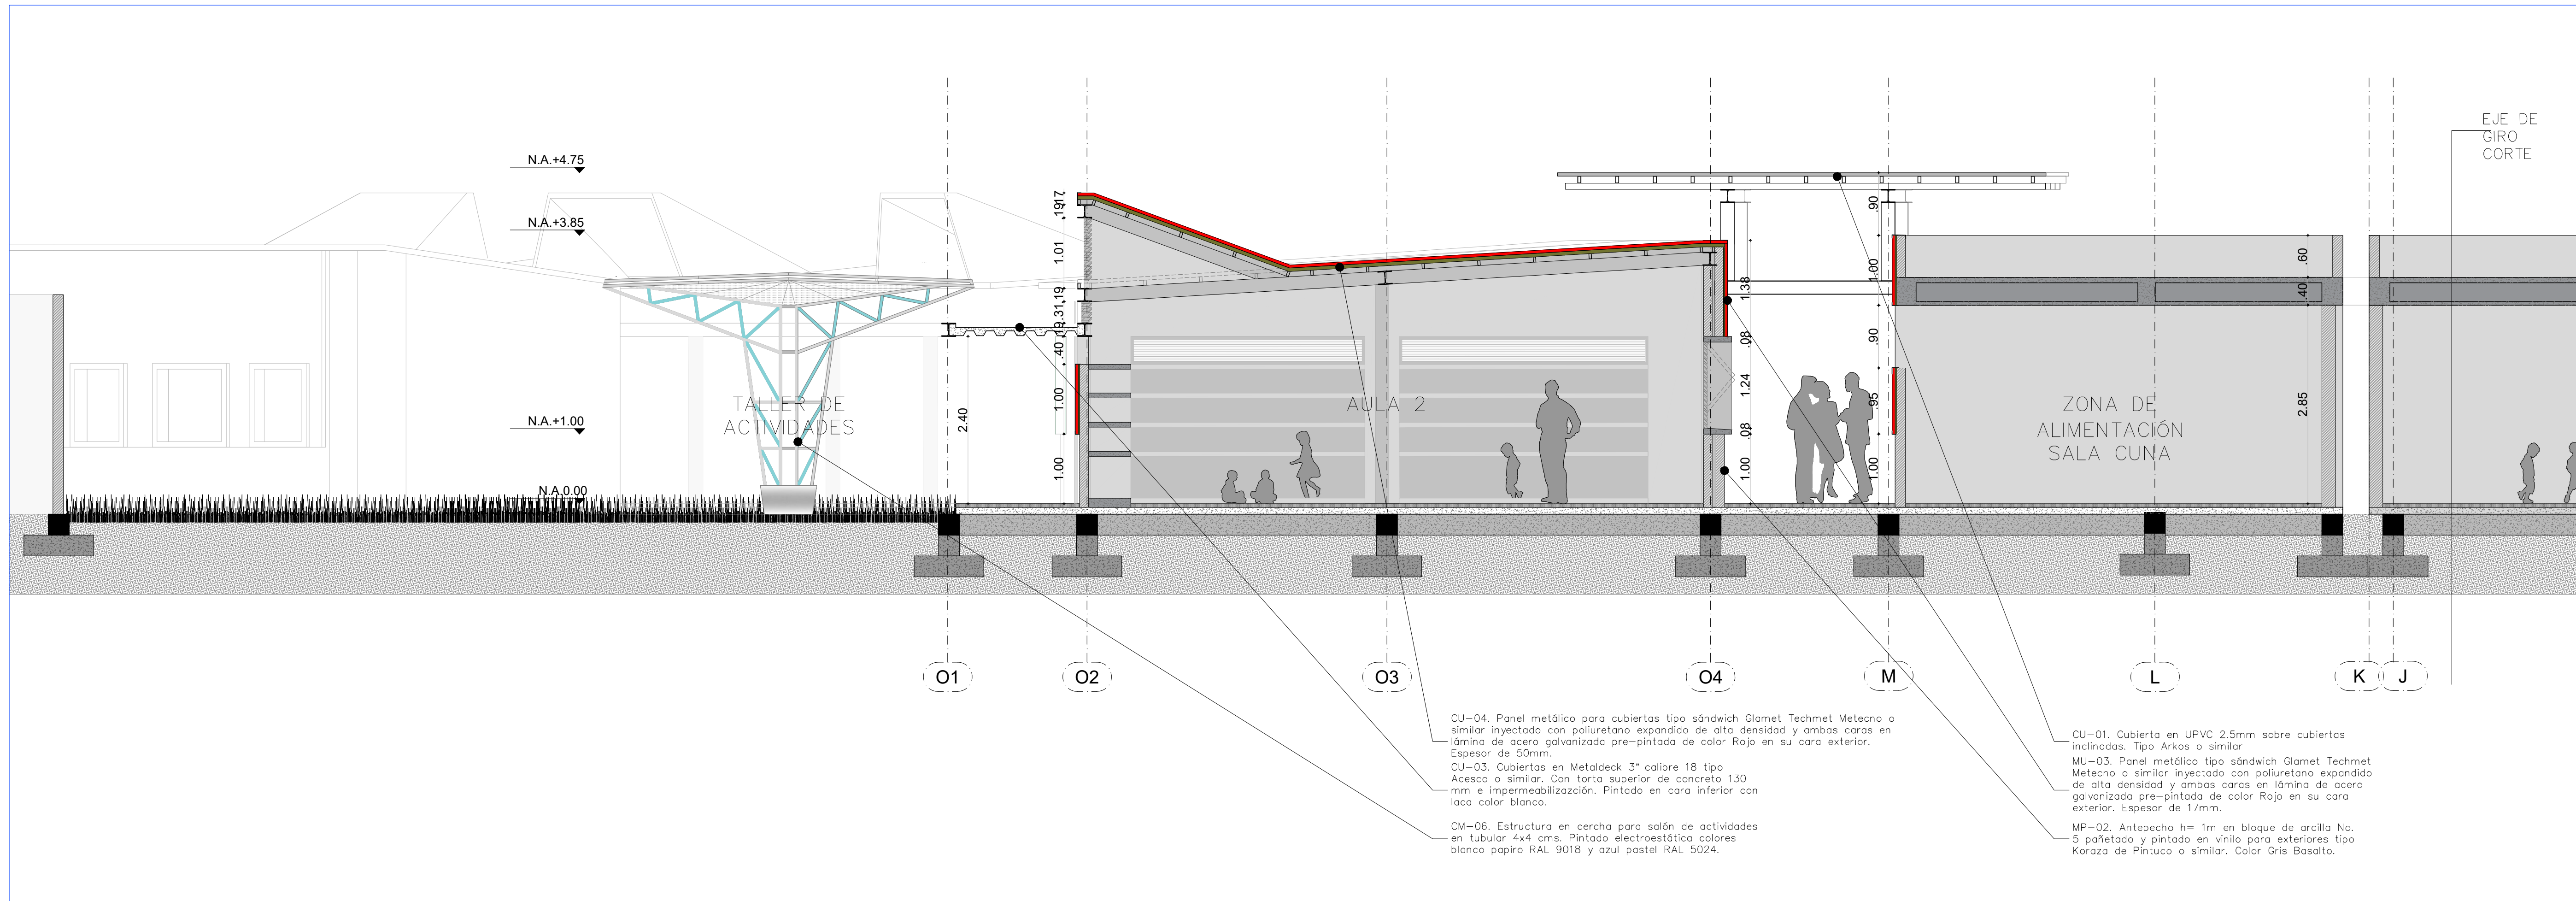 EJE DE
GIRO
CORTE
N.A.+4.75
N.A.+3.85
N.A.+1.00
N.A.0.00
.17
.19
1.01
.19
.31
.19
.40
1.00
1.00
2.40
1.38
.08
1.24
.08
1.00
.90
1.00
.90
.95
1.00
.60
.40
2.85
TALLER DE
ACTIVIDADES
AULA 2
ZONA DE
ALIMENTACIÓN
SALA CUNA
O1
O2
O3
O4
M
L
K
J
CU-04. Panel metálico para cubiertas tipo sándwich Glamet Techmet Metecno o
similar inyectado con poliuretano expandido de alta densidad y ambas caras en
lámina de acero galvanizada pre-pintada de color Rojo en su cara exterior.
Espesor de 50mm.
CU-03. Cubiertas en Metaldeck 3" calibre 18 tipo
Acesco o similar. Con torta superior de concreto 130
mm e impermeabilizazción. Pintado en cara inferior con
laca color blanco.
CM-06. Estructura en cercha para salón de actividades
en tubular 4x4 cms. Pintado electroestática colores
blanco papiro RAL 9018 y azul pastel RAL 5024.
CU-01. Cubierta en UPVC 2.5mm sobre cubiertas
inclinadas. Tipo Arkos o similar
MU-03. Panel metálico tipo sándwich Glamet Techmet
Metecno o similar inyectado con poliuretano expandido
de alta densidad y ambas caras en lámina de acero
galvanizada pre-pintada de color Rojo en su cara
exterior. Espesor de 17mm.
MP-02. Antepecho h= 1m en bloque de arcilla No.
5 pañetado y pintado en vinilo para exteriores tipo
Koraza de Pintuco o similar. Color Gris Basalto.